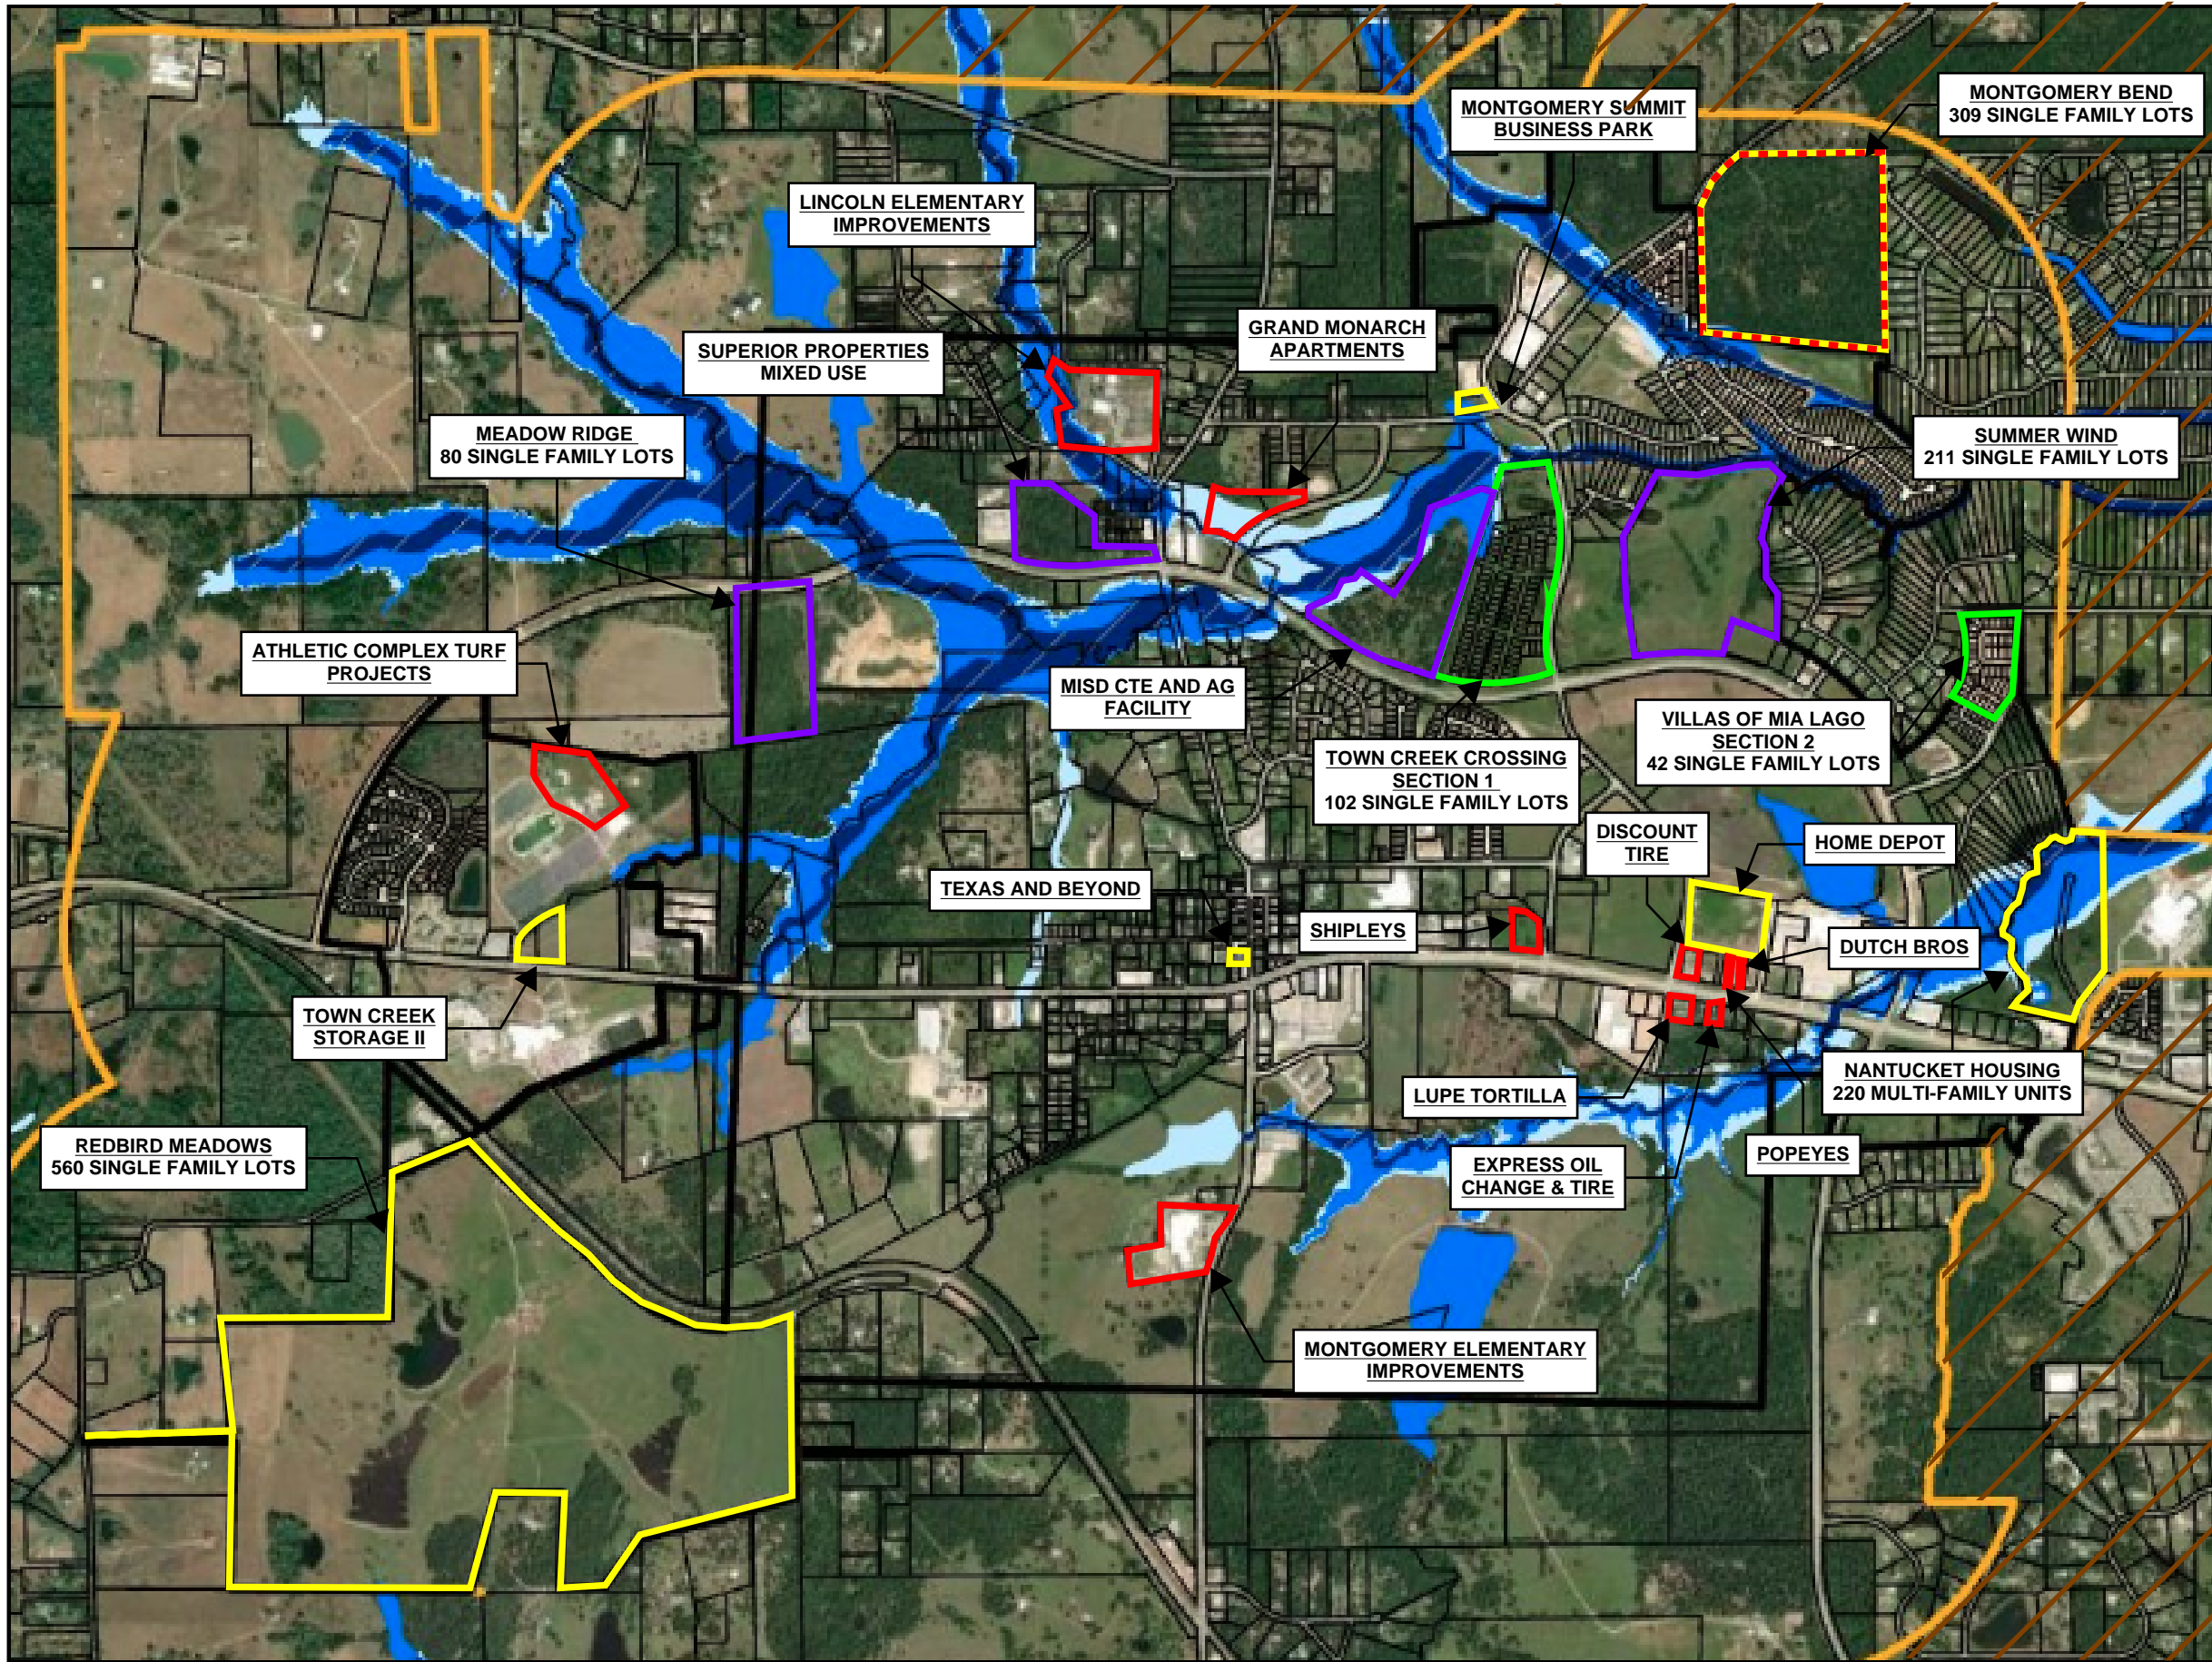 MONTGOMERY BEND
309 SINGLE FAMILY LOTS
MONTGOMERY SUMMIT
BUSINESS PARK
LINCOLN ELEMENTARY
IMPROVEMENTS
GRAND MONARCH
APARTMENTS
SUPERIOR PROPERTIES
MIXED USE
MEADOW RIDGE
80 SINGLE FAMILY LOTS
SUMMER WIND
211 SINGLE FAMILY LOTS
ATHLETIC COMPLEX TURF
PROJECTS
MISD CTE AND AG
FACILITY
VILLAS OF MIA LAGO
SECTION 2
42 SINGLE FAMILY LOTS
TOWN CREEK CROSSING
SECTION 1
102 SINGLE FAMILY LOTS
DISCOUNT
TIRE
HOME DEPOT
TEXAS AND BEYOND
SHIPLEYS
DUTCH BROS
TOWN CREEK
STORAGE II
LUPE TORTILLA
NANTUCKET HOUSING
220 MULTI-FAMILY UNITS
REDBIRD MEADOWS
560 SINGLE FAMILY LOTS
POPEYES
EXPRESS OIL
CHANGE & TIRE
MONTGOMERY ELEMENTARY
IMPROVEMENTS